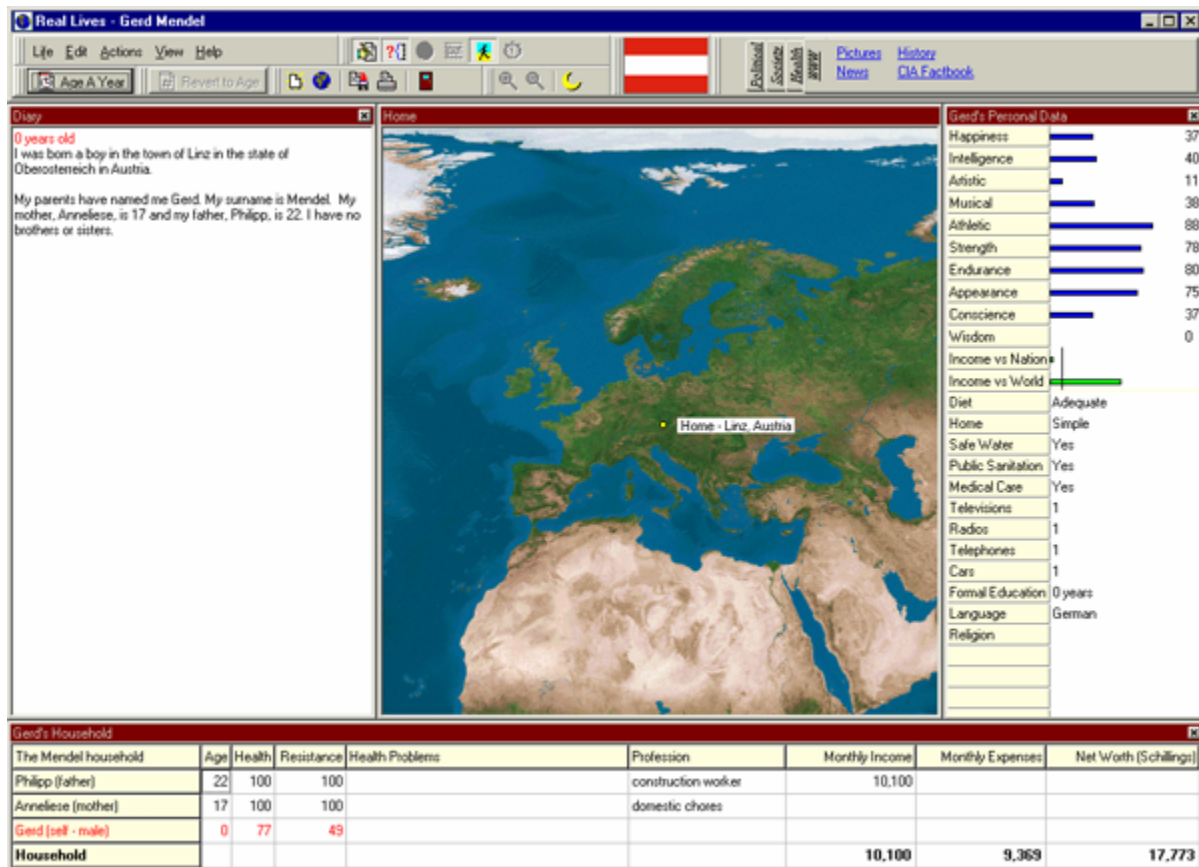 Real Lives - Gerd Mendel
Life Edit Actions View Help
Age A Year Revert to Age
Political Society Health WWW
Pictures History
News CIA Factbook
Diary
0 years old
I was born a boy in the town of Linz in the state of
Oberosterreich in Austria.
My parents have named me Gerd. My surname is Mendel. My
mother, Anneliese, is 17 and my father, Philipp, is 22. I have no
brothers or sisters.
Home
Home - Linz, Austria
Gerd's Personal Data
Happiness 37
Intelligence 40
Artistic 11
Musical 38
Athletic 88
Strength 78
Endurance 80
Appearance 75
Conscience 37
Wisdom 0
Income vs Nation
Income vs World
Diet Adequate
Home Simple
Safe Water Yes
Public Sanitation Yes
Medical Care Yes
Televisions 1
Radios 1
Telephones 1
Cars 1
Formal Education 0 years
Language German
Religion
Gerd's Household
The Mendel household Age Health Resistance Health Problems Profession Monthly Income Monthly Expenses Net Worth (Schillings)
Philipp (father) 22 100 100 construction worker 10,100
Anneliese (mother) 17 100 100 domestic chores
Gerd (self - male) 0 77 49
Household 10,100 9,369 17,773